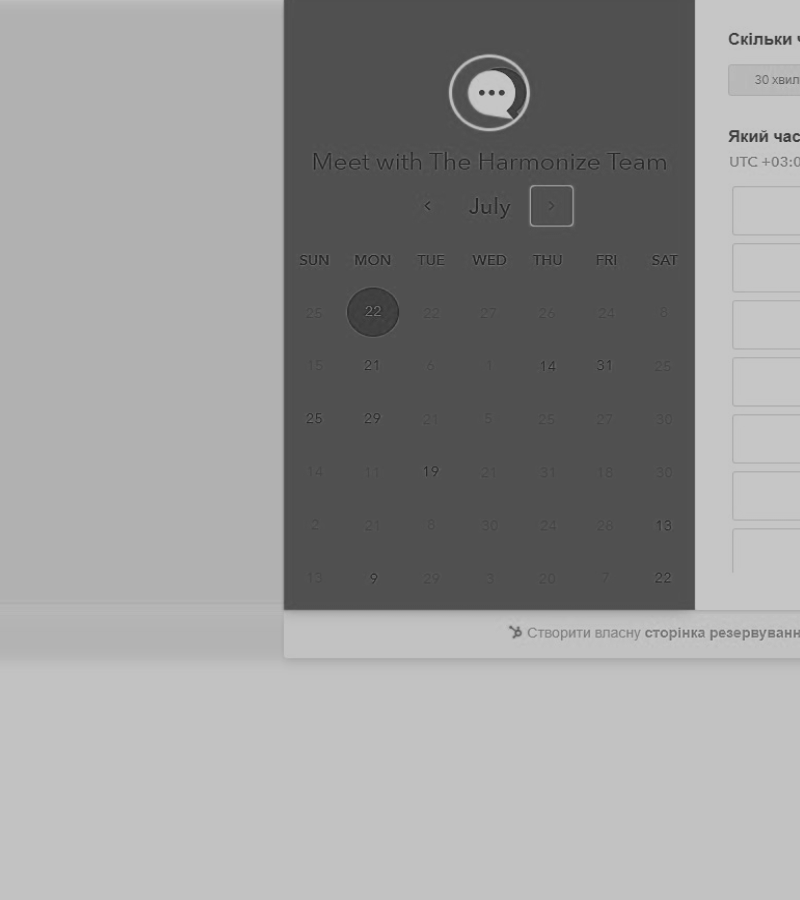 Meet with The Harmonize Team
July
SUN MON TUE WED THU FRI SAT
25 22 22 27 26 24 8
15 21 6 1 14 31 25
25 29 21 5 25 27 30
14 11 19 21 31 18 30
2 21 8 30 24 28 13
13 9 29 3 20 7 22
Скільки
30 хвил
Який час
UTC +03:0
Створити власну сторінка резервуванн